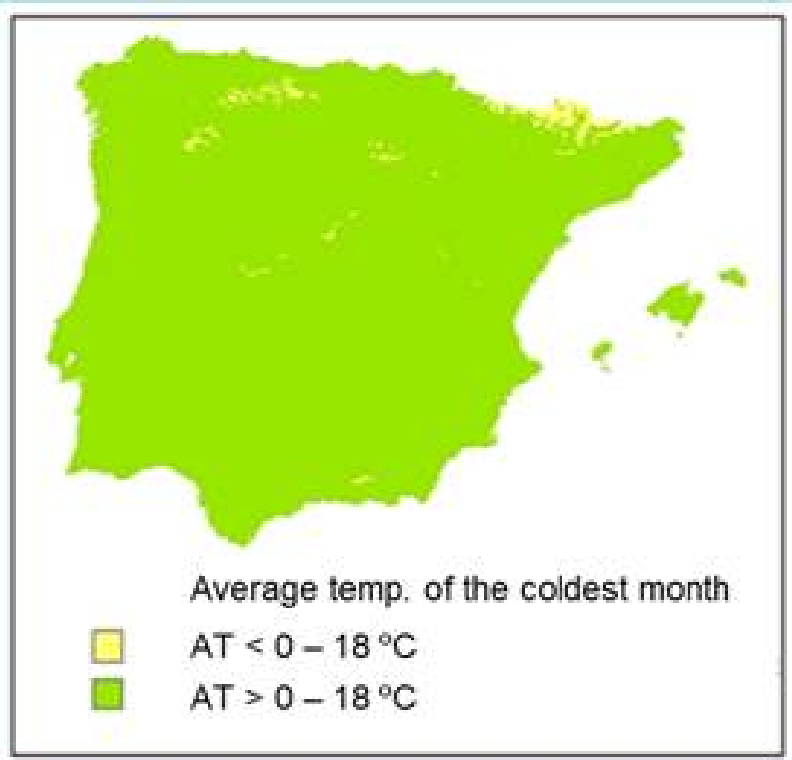 Average temp. of the coldest month
AT < 0 – 18 ºC
AT > 0 – 18 ºC